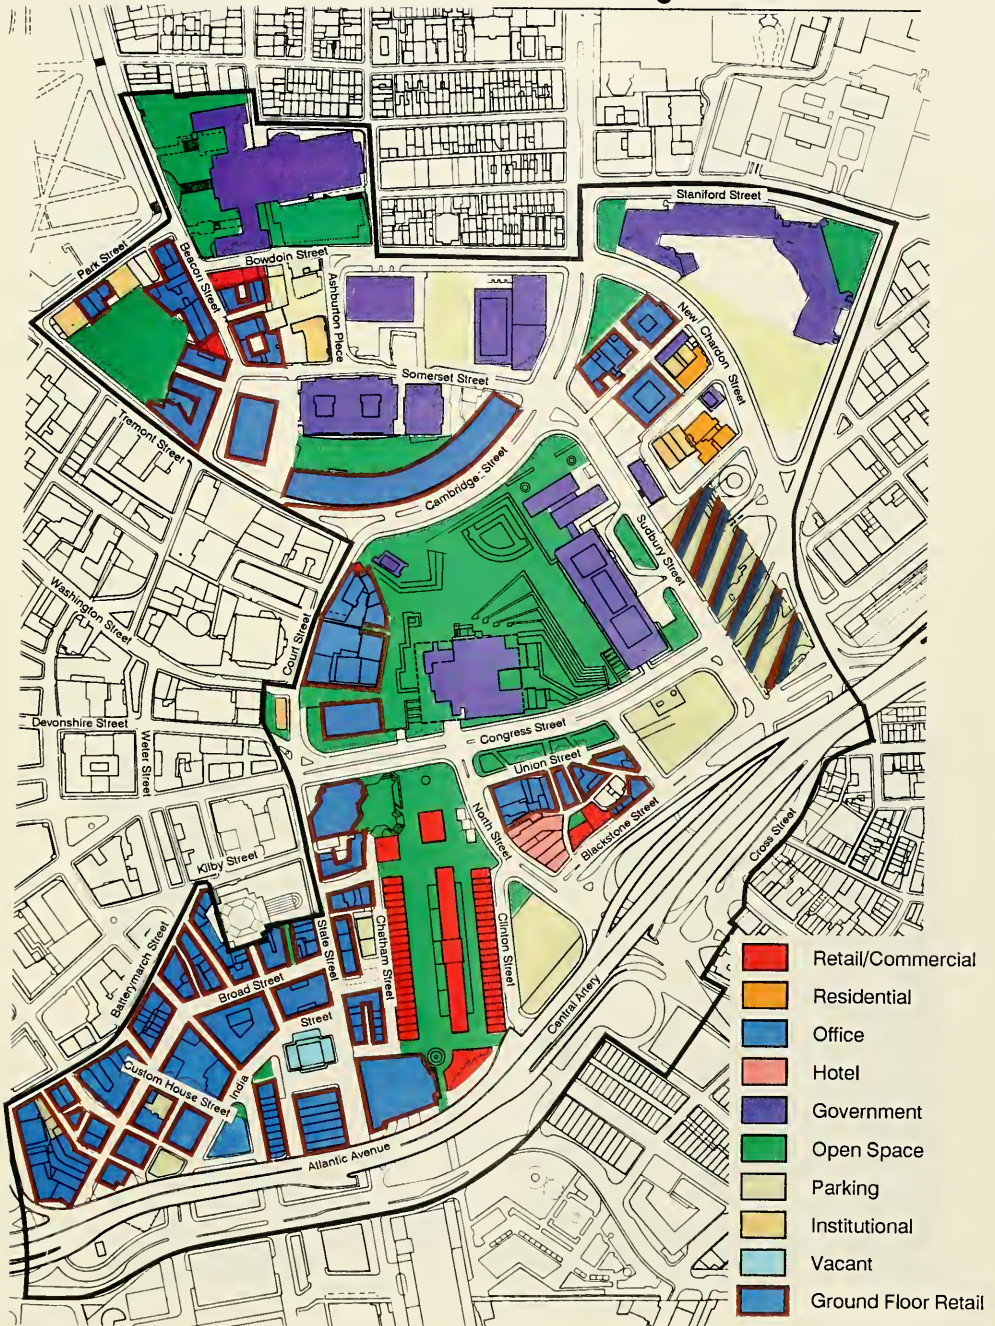 Staniford Street
Park Street
Beacon Street
Bowdoin Street
Ashburton Place
New Chardon Street
Somerset Street
Tremont Street
Cambridge Street
Sudbury Street
Washington Street
Court Street
Devonshire Street
Water Street
Congress Street
Union Street
North Street
Blackstone Street
Cross Street
Kilby Street
Batterymarch Street
Broad Street
State Street
Chatham Street
Clinton Street
Central Artery
Custom House Street
India
Street
Atlantic Avenue
Retail/Commercial
Residential
Office
Hotel
Government
Open Space
Parking
Institutional
Vacant
Ground Floor Retail